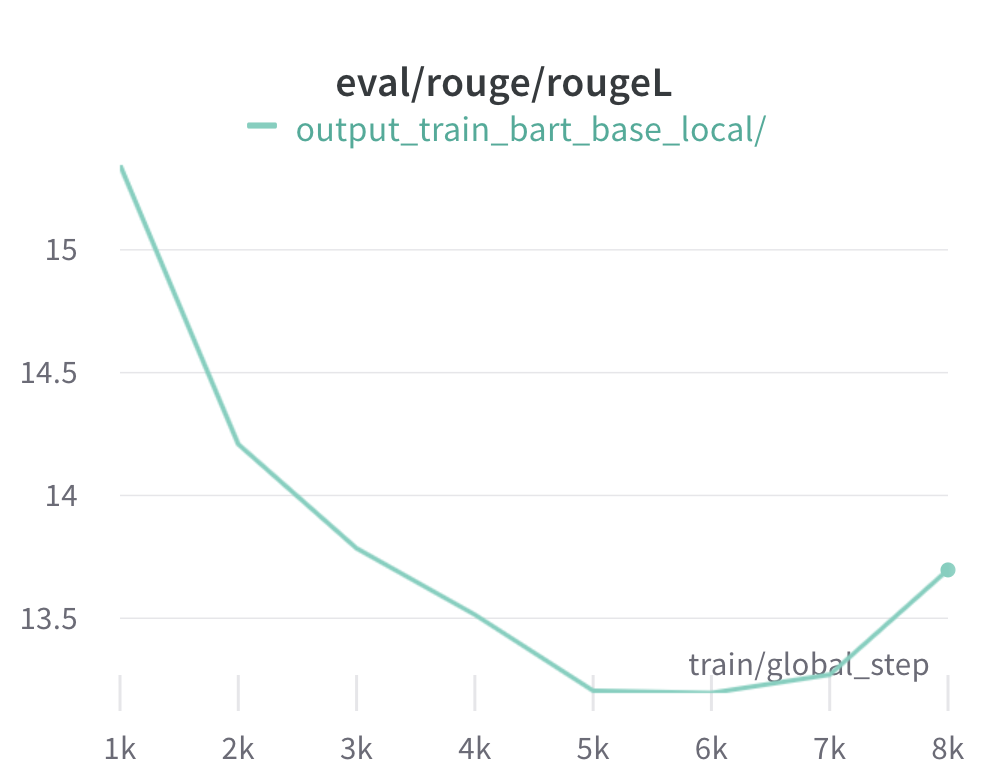 eval/rouge/rougeL
output_train_bart_base_local/
15
14.5
14
13.5
train/global_step
1k 2k 3k 4k 5k 6k 7k 8k